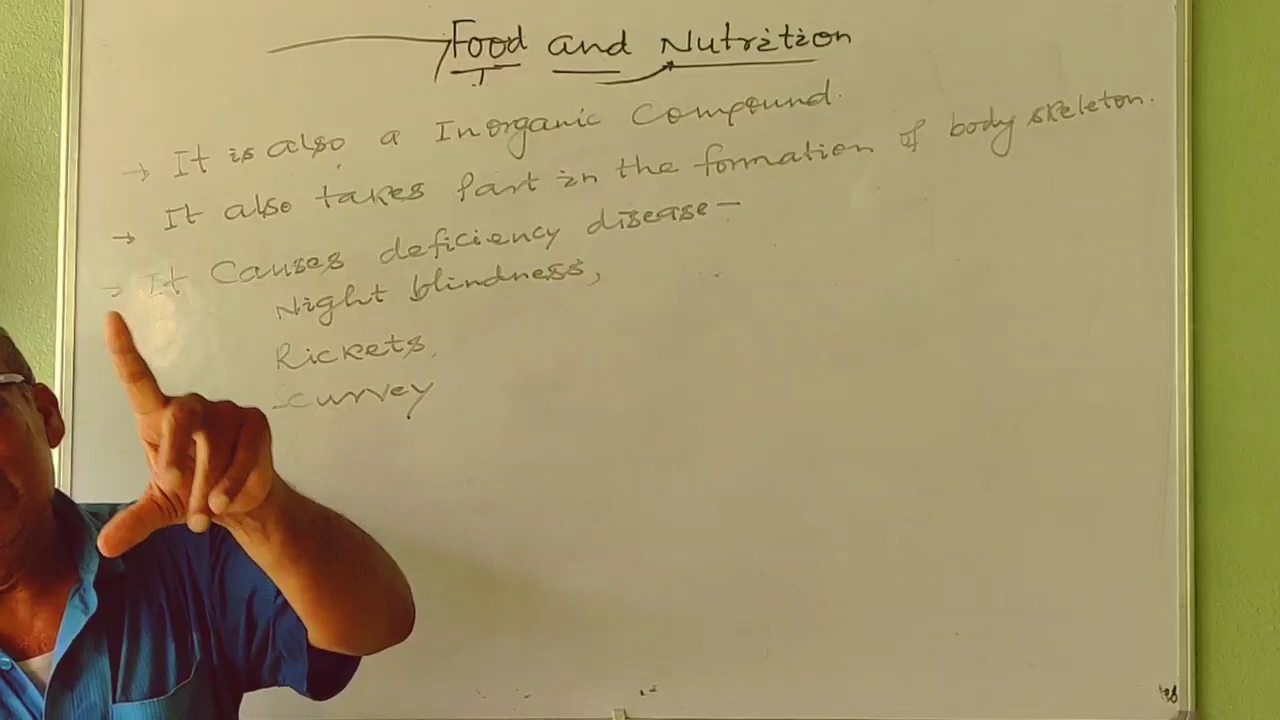 Food and Nutrition
→ It is also a Inorganic Compound.
→ It also takes part in the formation of body skeleton.
→ It Causes deficiency disease-
Night blindness,
Rickets,
Scurvey